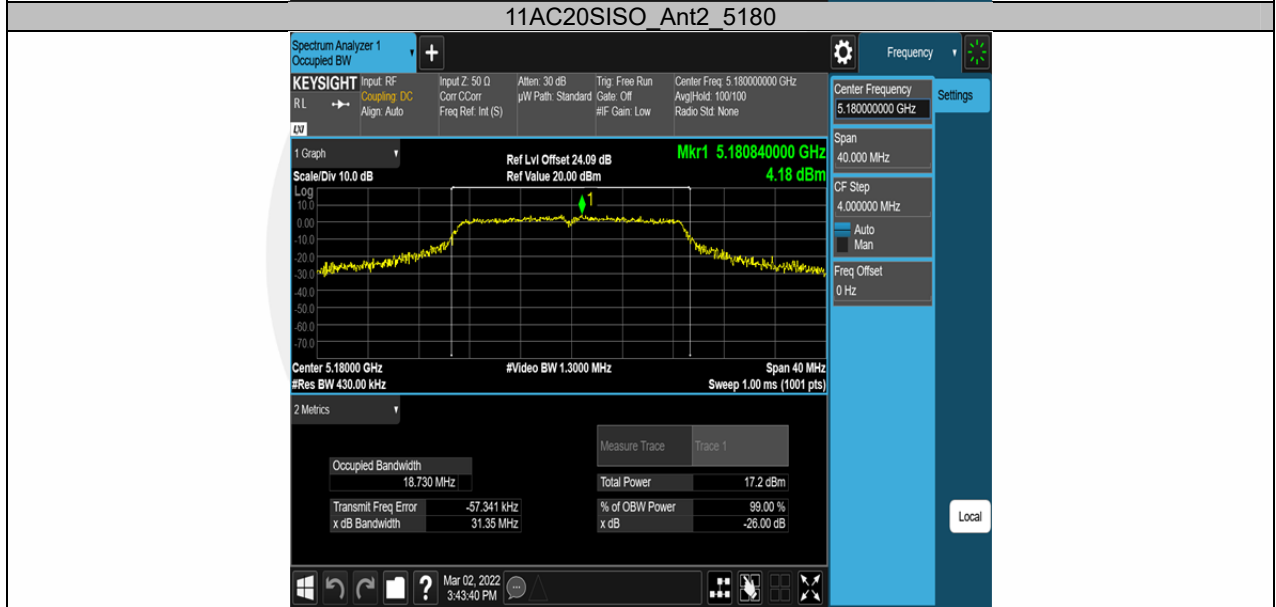 11AC20SISO_Ant2_5180
Spectrum Analyzer 1
Occupied BW
+
Frequency
KEYSIGHT Input: RF Input Z: 50 Ω Atten: 30 dB Trig: Free Run Center Freq: 5.180000000 GHz
RL Coupling: DC Corr CCorr µW Path: Standard Gate: Off Avg|Hold: 100/100
Align: Auto Freq Ref: Int (S) #IF Gain: Low Radio Std: None
LXI
Center Frequency
5.180000000 GHz
Settings
Span
40.000 MHz
CF Step
4.000000 MHz
Auto
Man
Freq Offset
0 Hz
1 Graph
Ref Lvl Offset 24.09 dB
Mkr1 5.180840000 GHz
Scale/Div 10.0 dB
Ref Value 20.00 dBm
4.18 dBm
Log
1
10.0
0.00
-10.0
-20.0
-30.0
-40.0
-50.0
-60.0
-70.0
Center 5.18000 GHz #Video BW 1.3000 MHz Span 40 MHz
#Res BW 430.00 kHz Sweep 1.00 ms (1001 pts)
2 Metrics
Measure Trace Trace 1
Occupied Bandwidth
18.730 MHz
Total Power 17.2 dBm
Transmit Freq Error -57.341 kHz % of OBW Power 99.00 %
x dB Bandwidth 31.35 MHz x dB -26.00 dB
Local
? Mar 02, 2022
3:43:40 PM